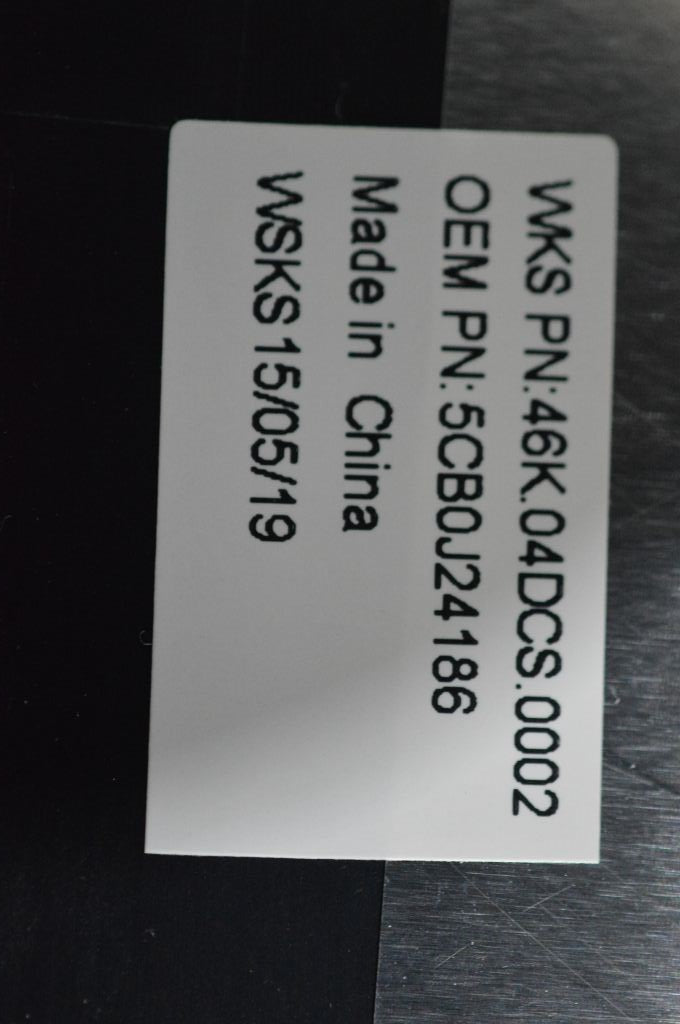 WKS PN:46K.04DCS.0002
OEM PN:5CB0J24186
Made in China
WSKS 15/05/19